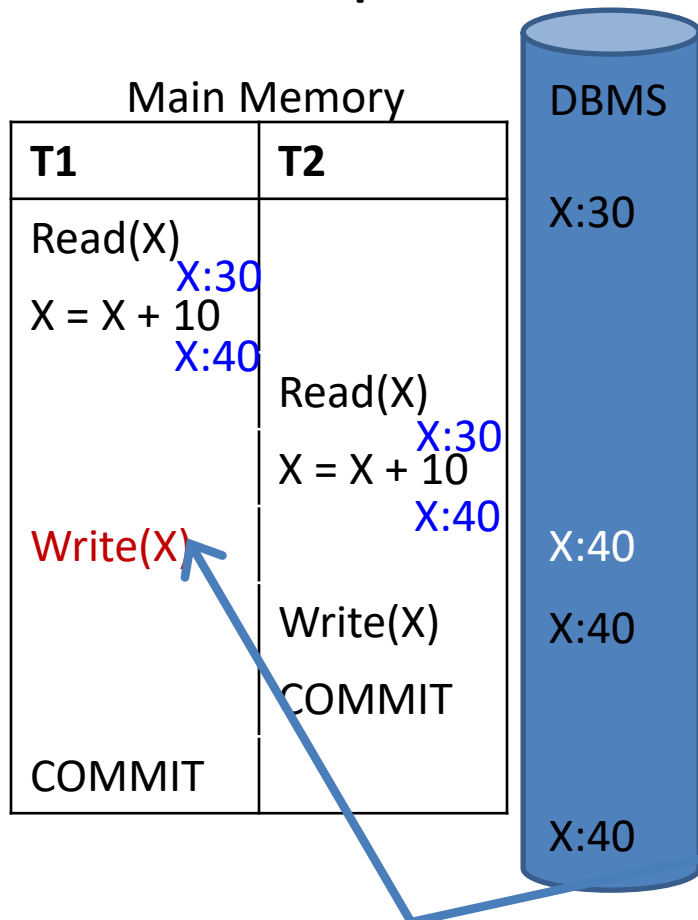 Main Memory
DBMS
T1 T2
X:30
Read(X)
X:30
X = X + 10
X:40
Read(X)
X:30
X = X + 10
X:40
Write(X)
X:40
Write(X)
X:40
COMMIT
COMMIT
X:40